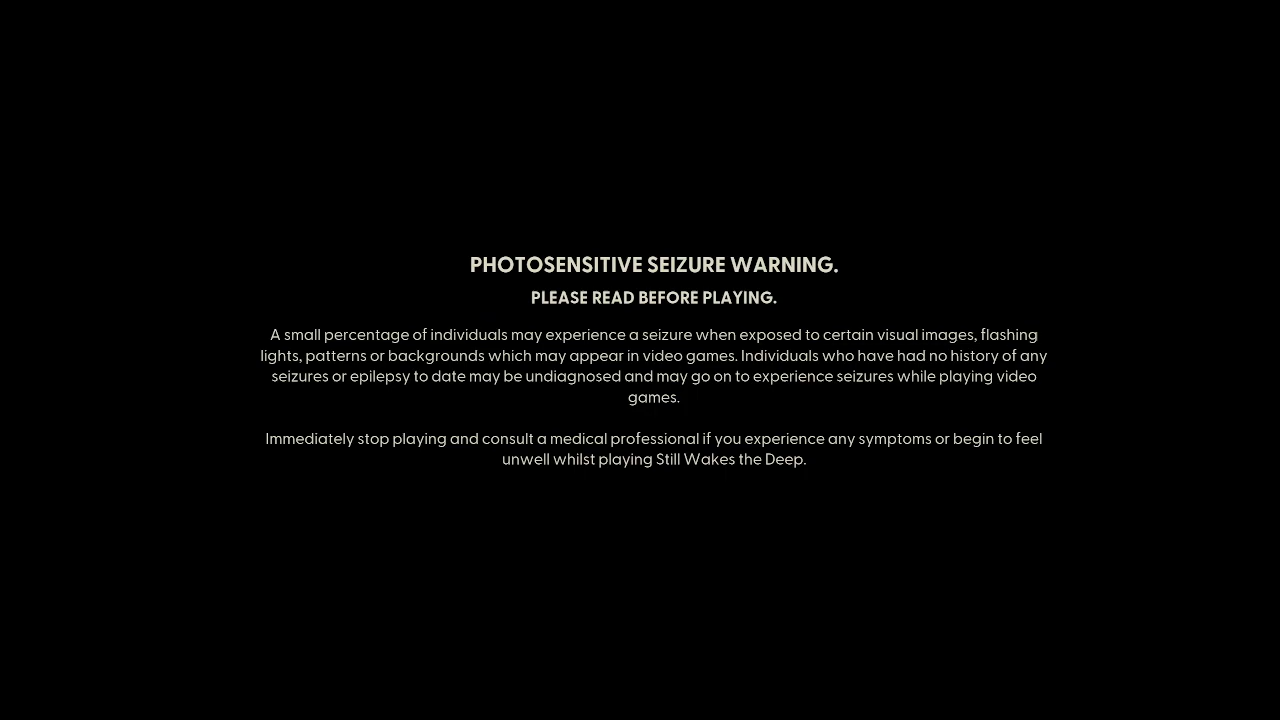 PHOTOSENSITIVE SEIZURE WARNING.
PLEASE READ BEFORE PLAYING.
A small percentage of individuals may experience a seizure when exposed to certain visual images, flashing
lights, patterns or backgrounds which may appear in video games. Individuals who have had no history of any
seizures or epilepsy to date may be undiagnosed and may go on to experience seizures while playing video
games.
Immediately stop playing and consult a medical professional if you experience any symptoms or begin to feel
unwell whilst playing Still Wakes the Deep.